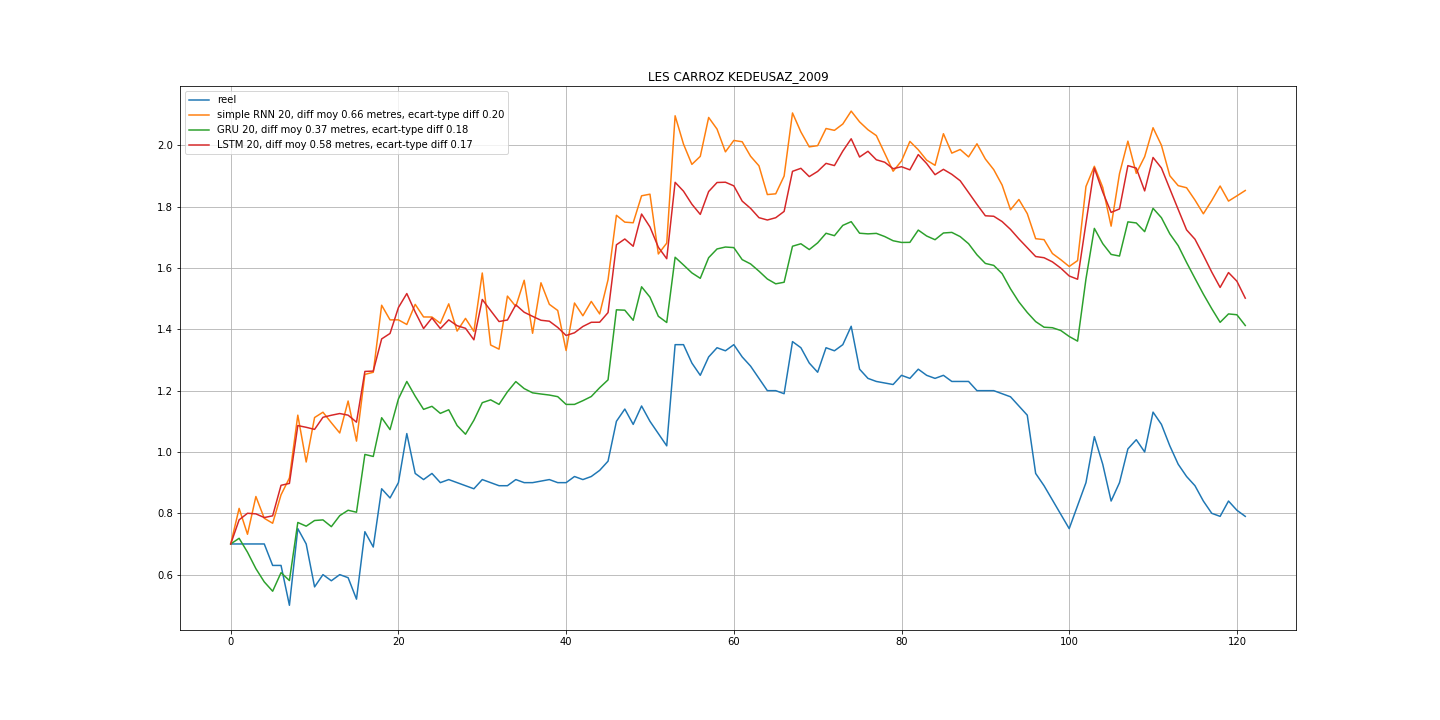 LES CARROZ KEDEUSAZ_2009
reel
simple RNN 20, diff moy 0.66 metres, ecart-type diff 0.20
GRU 20, diff moy 0.37 metres, ecart-type diff 0.18
LSTM 20, diff moy 0.58 metres, ecart-type diff 0.17
2.0
1.8
1.6
1.4
1.2
1.0
0.8
0.6
0 20 40 60 80 100 120